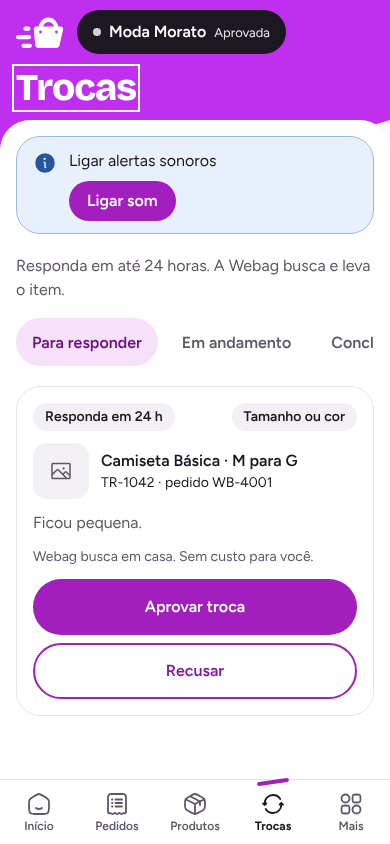 Moda Morato Aprovada
Trocas
Ligar alertas sonoros
Ligar som
Responda em até 24 horas. A Webag busca e leva
o item.
Para responder Em andamento Concl
Responda em 24 h Tamanho ou cor
Camiseta Básica · M para G
TR-1042 · pedido WB-4001
Ficou pequena.
Webag busca em casa. Sem custo para você.
Aprovar troca
Recusar
Início Pedidos Produtos Trocas Mais